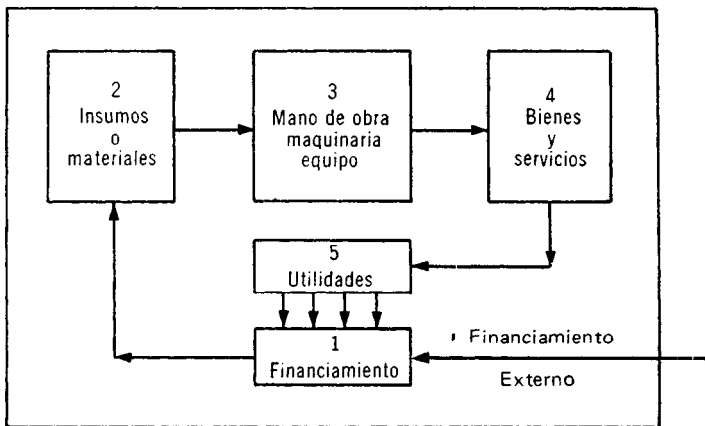 2
Insumos
o
materiales
3
Mano de obra
maquinaria
equipo
4
Bienes
y
servicios
5
Utilidades
1
Financiamiento
Financiamiento
Externo